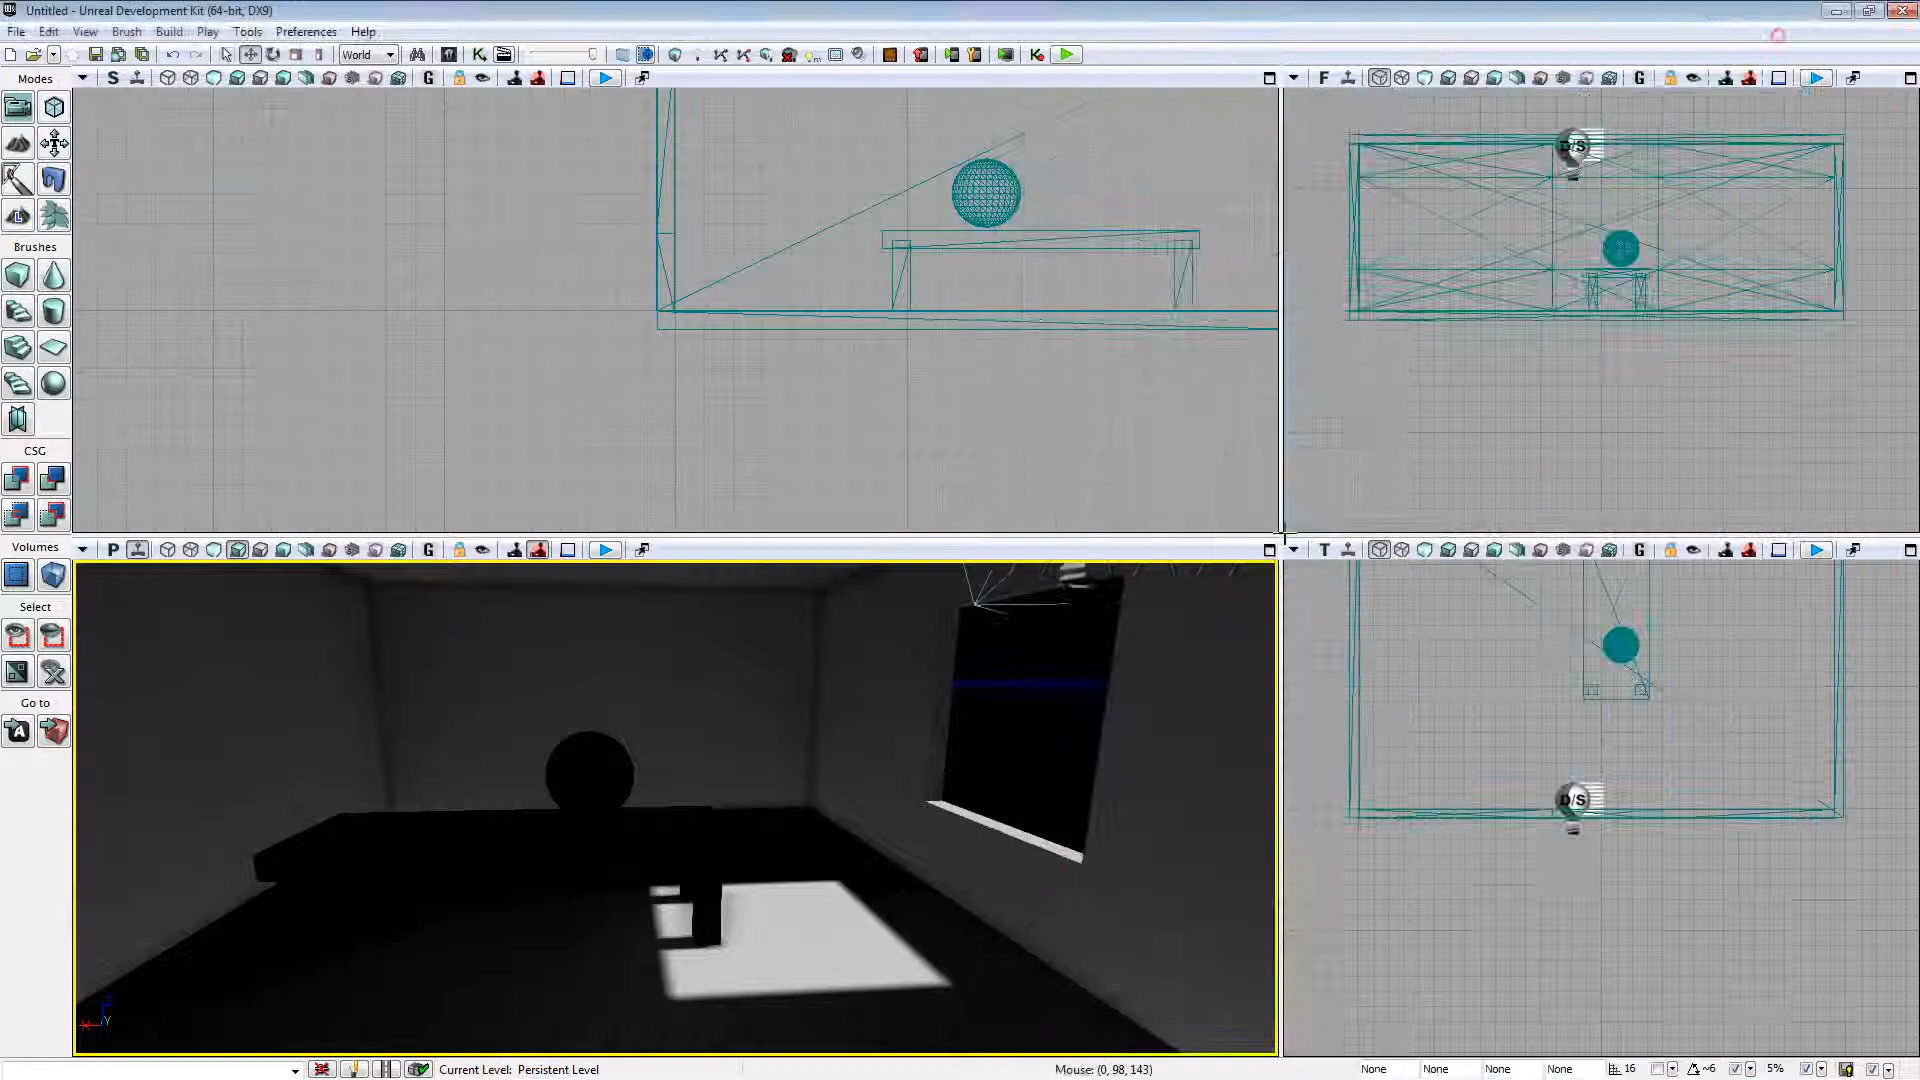 Untitled - Unreal Development Kit (64-bit, DX9)
File Edit View Brush Build Play Tools Preferences Help
World
Modes
S G
F G
D/S
Brushes
CSG
Volumes
P G
T G
Select
Go to
D/S
Y
Current Level: Persistent Level
Mouse: (0, 98, 143)
None None None None 16 ~6 5%